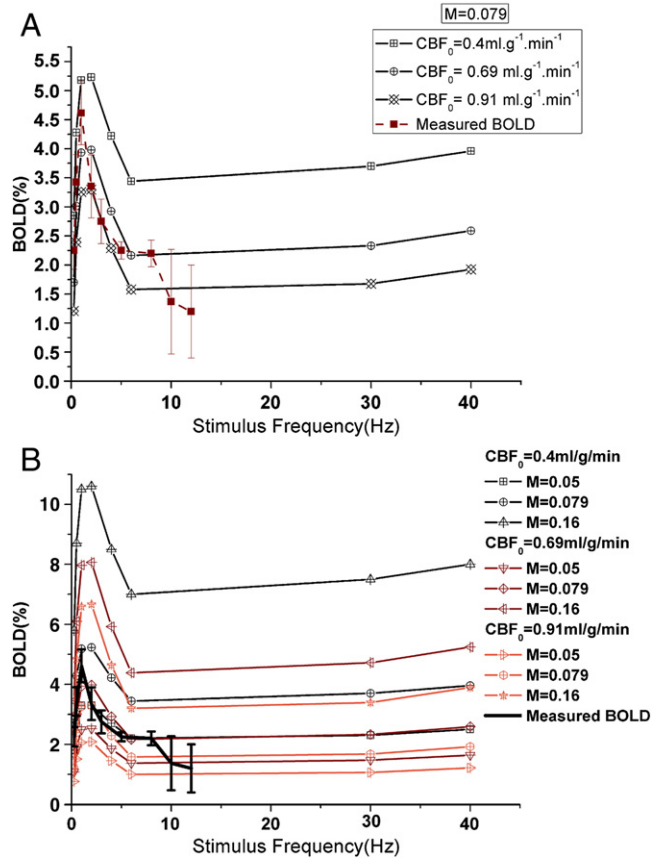 A
M=0.079
CBF₀=0.4ml.g⁻¹.min⁻¹
CBF₀= 0.69 ml.g⁻¹.min⁻¹
CBF₀= 0.91 ml.g⁻¹.min⁻¹
Measured BOLD
5.5
5.0
4.5
4.0
3.5
3.0
2.5
2.0
1.5
1.0
0.5
0.0
BOLD(%)
0 10 20 30 40
Stimulus Frequency(Hz)
B
CBF₀=0.4ml/g/min
M=0.05
M=0.079
M=0.16
CBF₀=0.69ml/g/min
M=0.05
M=0.079
M=0.16
CBF₀=0.91ml/g/min
M=0.05
M=0.079
M=0.16
Measured BOLD
10
8
6
4
2
0
BOLD(%)
0 10 20 30 40
Stimulus Frequency(Hz)